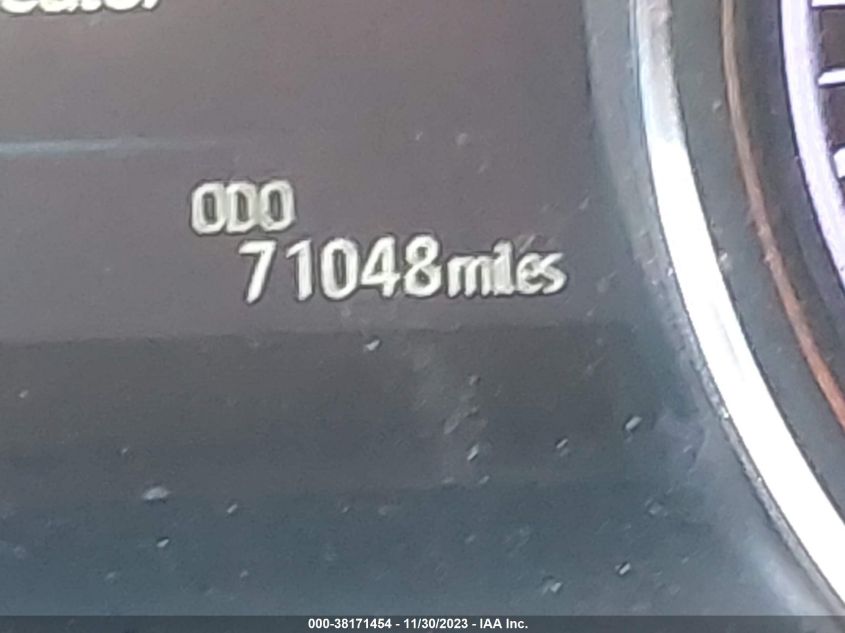 ODO
71048miles
000-38171454 - 11/30/2023 - IAA Inc.